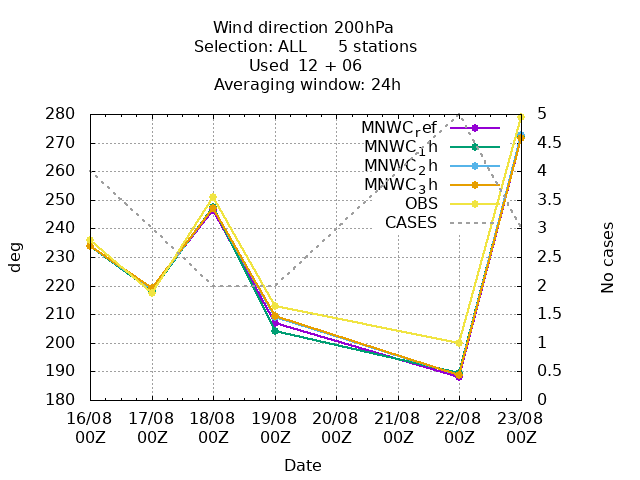 Wind direction 200hPa
Selection: ALL      5 stations
Used  12 + 06
Averaging window: 24h
280
270
260
250
240
230
220
210
200
190
180
deg
5
4.5
4
3.5
3
2.5
2
1.5
1
0.5
0
No cases
MNWC_ref
MNWC_1h
MNWC_2h
MNWC_3h
OBS
CASES
16/08 17/08 18/08 19/08 20/08 21/08 22/08 23/08
00Z 00Z 00Z 00Z 00Z 00Z 00Z 00Z
Date